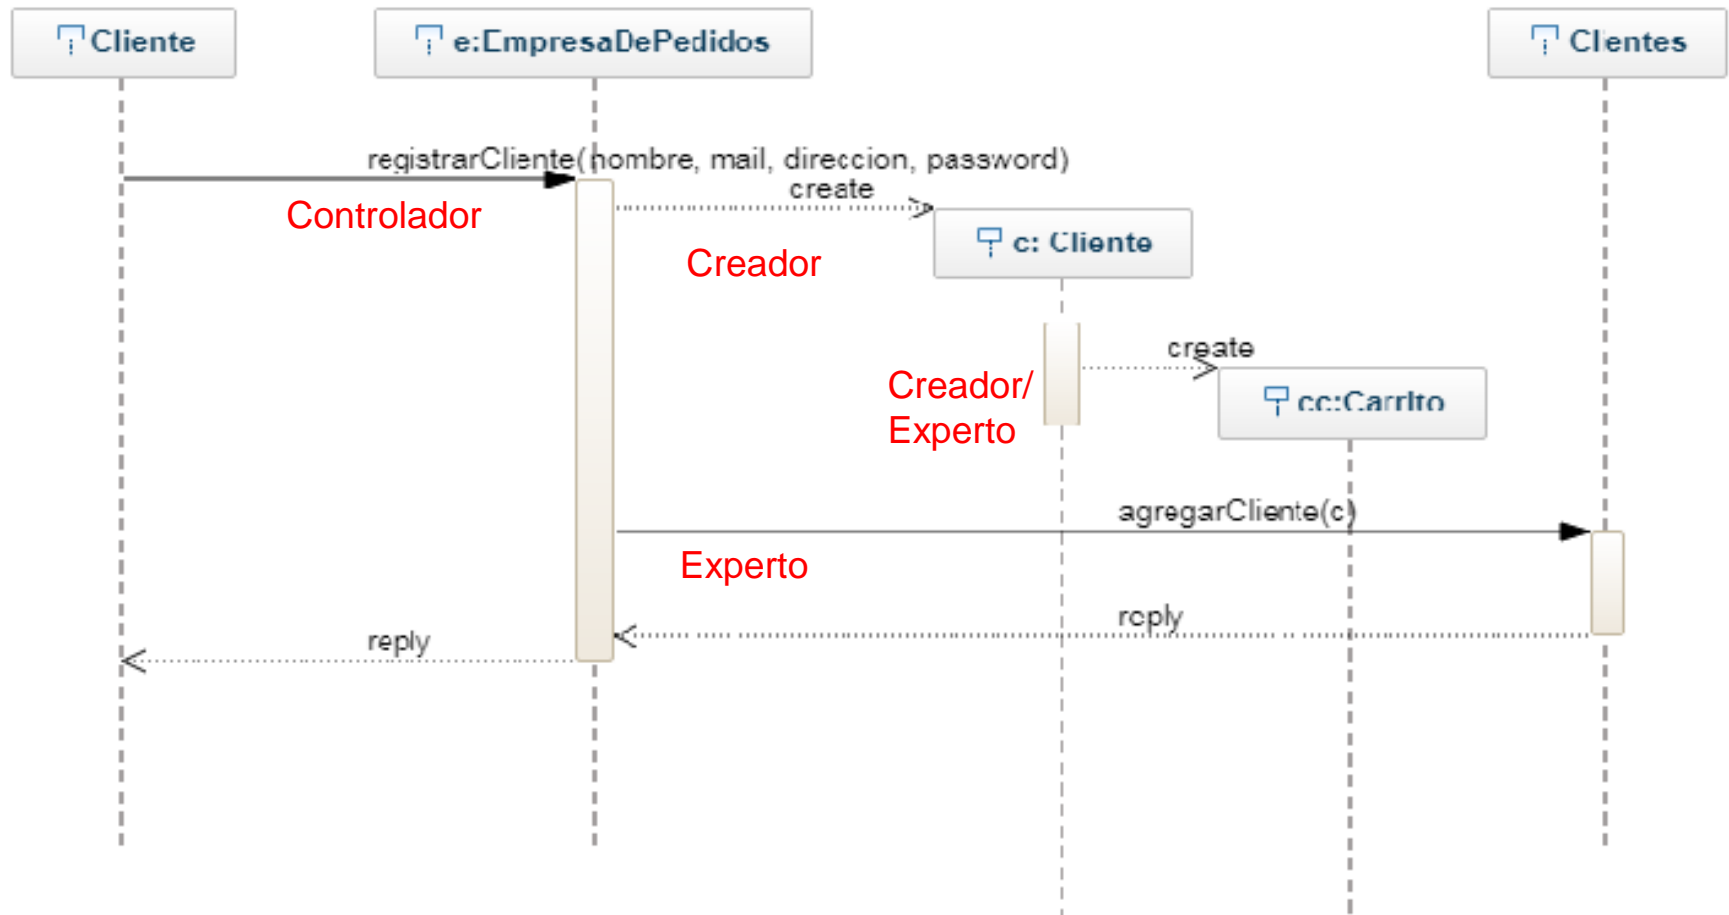 Cliente
e:EmpresaDePedidos
Clientes
registrarCliente(nombre, mail, direccion, password)
create
Controlador
c: Cliente
Creador
create
Creador/
Experto
cc:Carrito
agregarCliente(c)
Experto
reply
reply